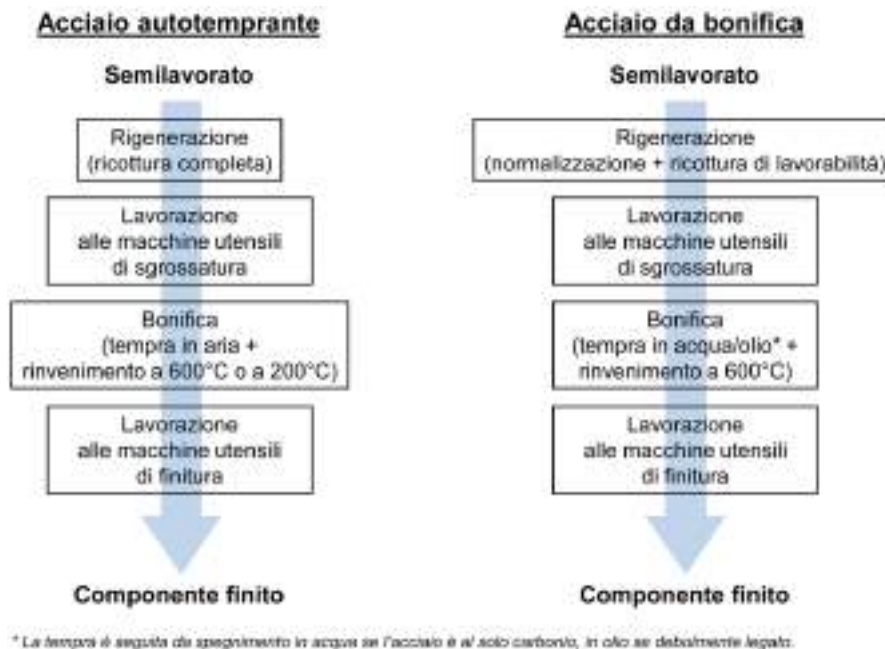 Acciaio autotemprante
Semilavorato
Rigenerazione
(ricottura completa)
Lavorazione
alle macchine utensili
di sgrossatura
Bonifica
(tempra in aria +
rinvenimento a 600°C o a 200°C)
Lavorazione
alle macchine utensili
di finitura
Componente finito
Acciaio da bonifica
Semilavorato
Rigenerazione
(normalizzazione + ricottura di lavorabilità)
Lavorazione
alle macchine utensili
di sgrossatura
Bonifica
(tempra in acqua/olio* +
rinvenimento a 600°C)
Lavorazione
alle macchine utensili
di finitura
Componente finito
* La tempra è seguita da spegnimento in acqua se l'acciaio è al solo carbonio, in olio se debolmente legato.